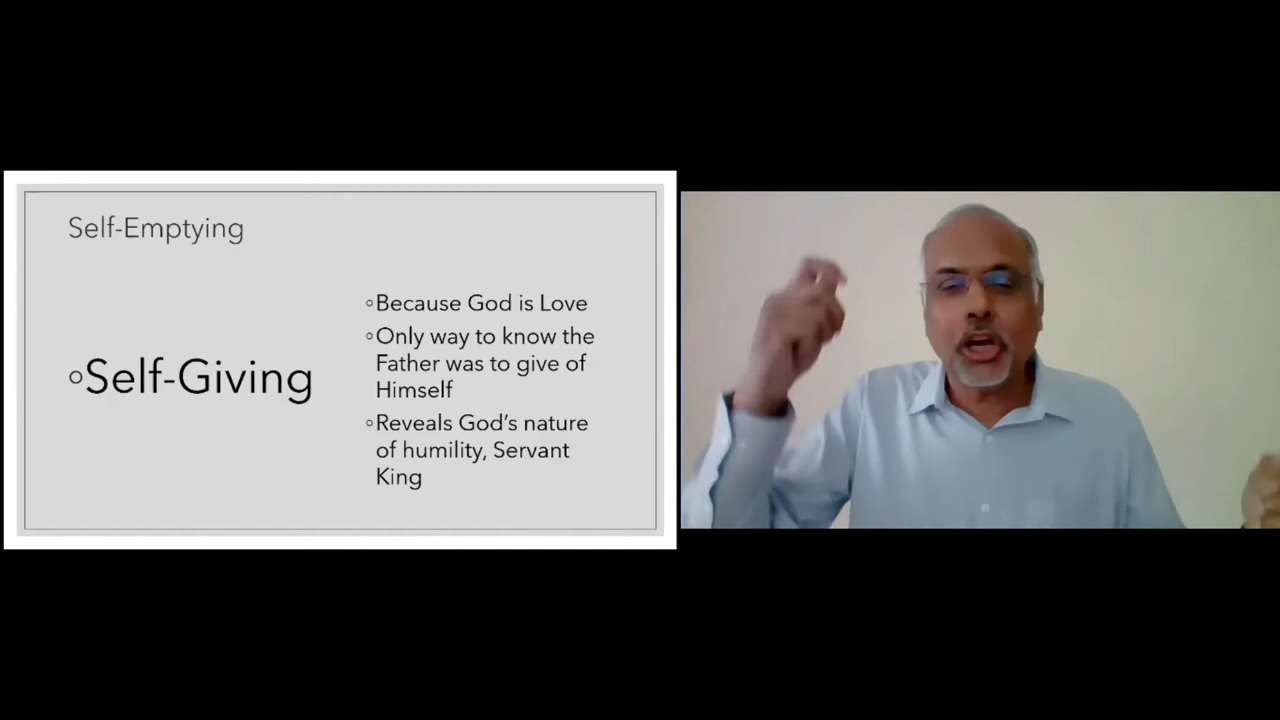 Self-Emptying
◦Self-Giving
◦Because God is Love
◦Only way to know the
Father was to give of
Himself
◦Reveals God’s nature
of humility, Servant
King